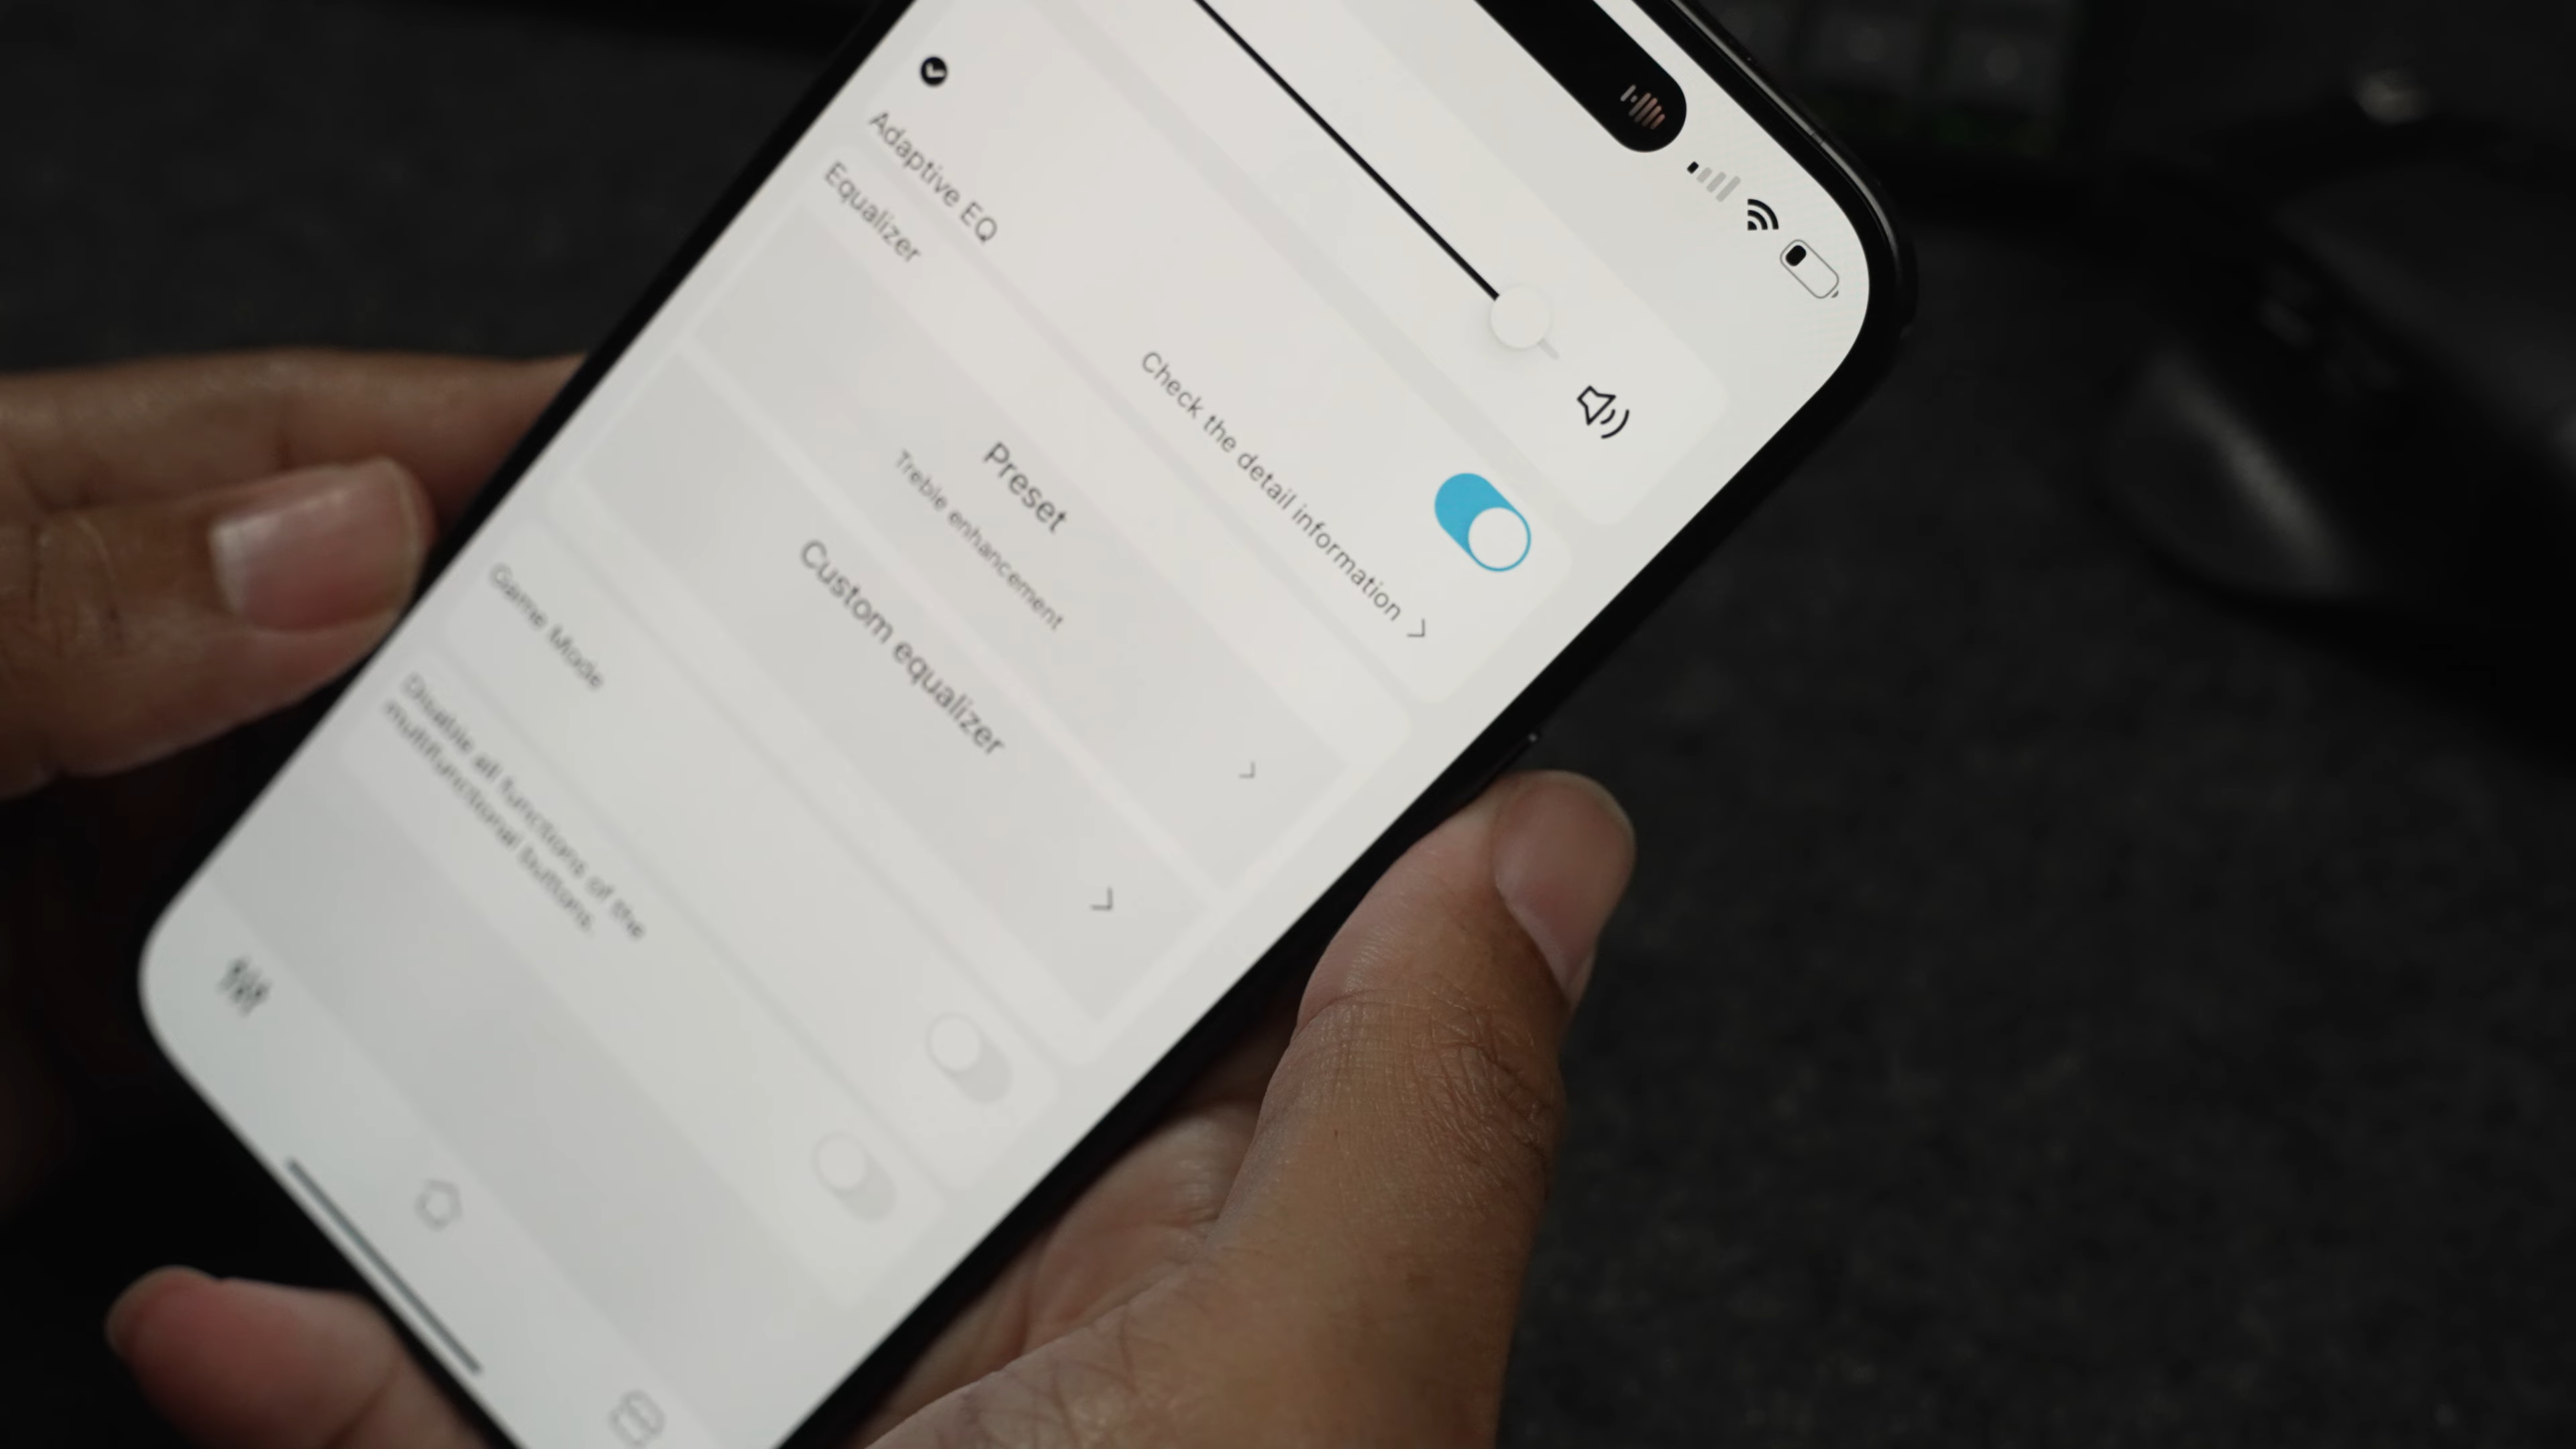 Adaptive EQ
Check the detail information
Equalizer
Preset
Treble enhancement
Custom equalizer
Game Mode
Disable all functions of the
multifunctional buttons.